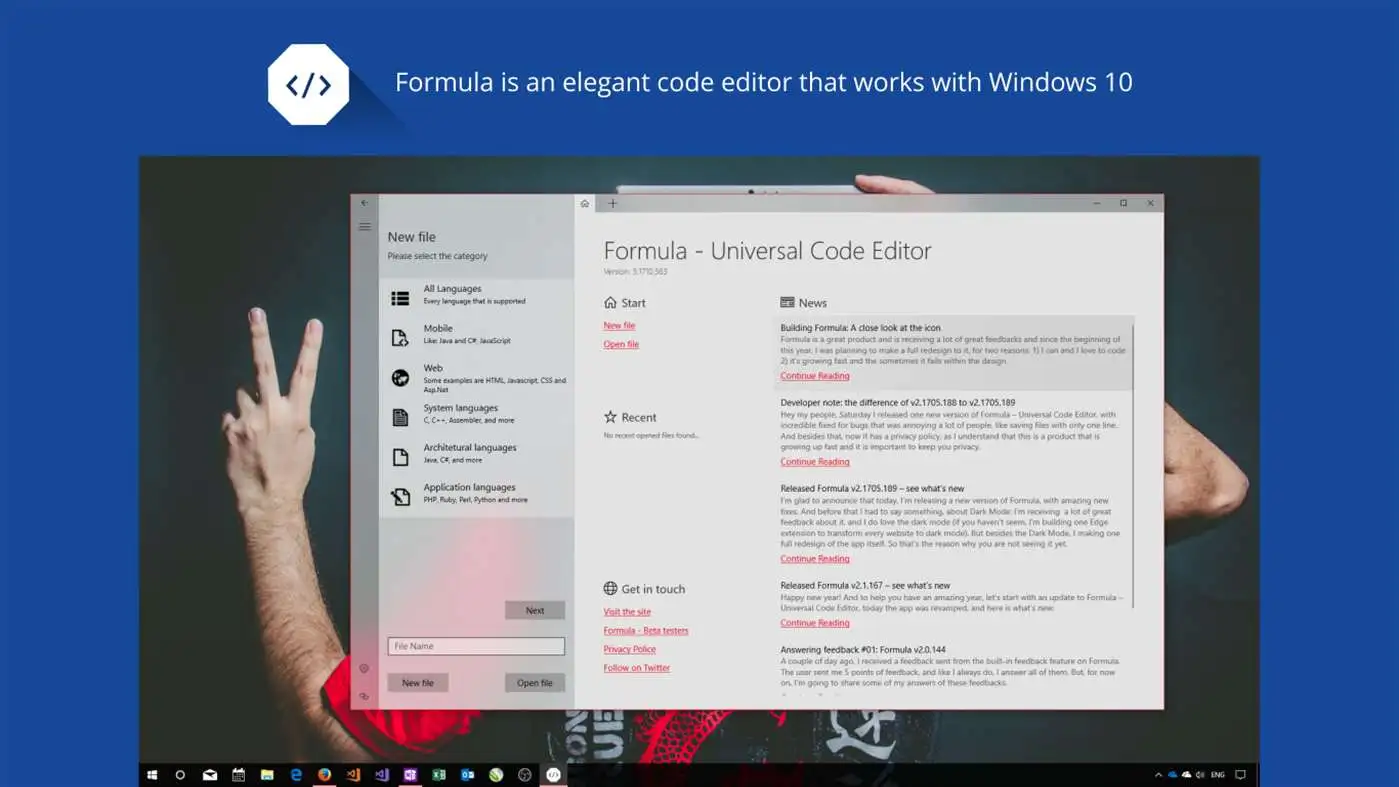 </>
Formula is an elegant code editor that works with Windows 10
New file
Please select the category
All Languages
Every language that is supported
Mobile
Like: Java and C#, JavaScript
Web
Some examples are HTML, Javascript, CSS and
Asp.Net
System languages
C, C++, Assembler, and more
Architetural languages
Java, C#, and more
Application languages
PHP, Ruby, Perl, Python and more
Next
File Name
New file
Open file
Formula - Universal Code Editor
Version: 3.1710.563
Start
New file
Open file
Recent
No recent opened files found...
Get in touch
Visit the site
Formula - Beta testers
Privacy Policy
Follow on Twitter
News
Building Formula: A close look at the icon
Formula is a great product and is receiving a lot of great feedbacks and since the beginning of
this year, I was planning to make a full redesign to it, for two reasons: 1) I can and I love to code
2) it's growing fast and the sometimes it fails within the design.
Continue Reading
Developer note: the difference of v2.1705.188 to v2.1705.189
Hey my people, Saturday I released one new version of Formula – Universal Code Editor, with
incredible fixed for bugs that was annoying a lot of people, like saving files with only one line.
And besides that, now it has a privacy policy, as I understand that this is a product that is
growing up fast and it is important to keep you privacy.
Continue Reading
Released Formula v2.1705.189 – see what's new
I'm glad to announce that today, I'm releasing a new version of Formula, with amazing new
fixes. And before that I had to say something, about Dark Mode: I'm receiving a lot of great
feedback about it, and I do love the dark mode (if you haven't seem, I'm building one Edge
extension to transform every website to dark mode). But besides the Dark Mode, I making one
full redesign of the app itself. So that's the reason why you are not seeing it yet.
Continue Reading
Released Formula v2.1.167 – see what's new
Happy new year! And to help you have an amazing year, let's start with an update to Formula –
Universal Code Editor, today the app was revamped, and here is what's new:
Continue Reading
Answering feedback #01: Formula v2.0.144
A couple of day ago, I received a feedback sent from the built-in feedback feature on Formula.
The user sent me 5 points of feedback, and like I always do, I answer all of them. But, for now
on, I'm going to share some of my answers of these feedbacks.
ENG